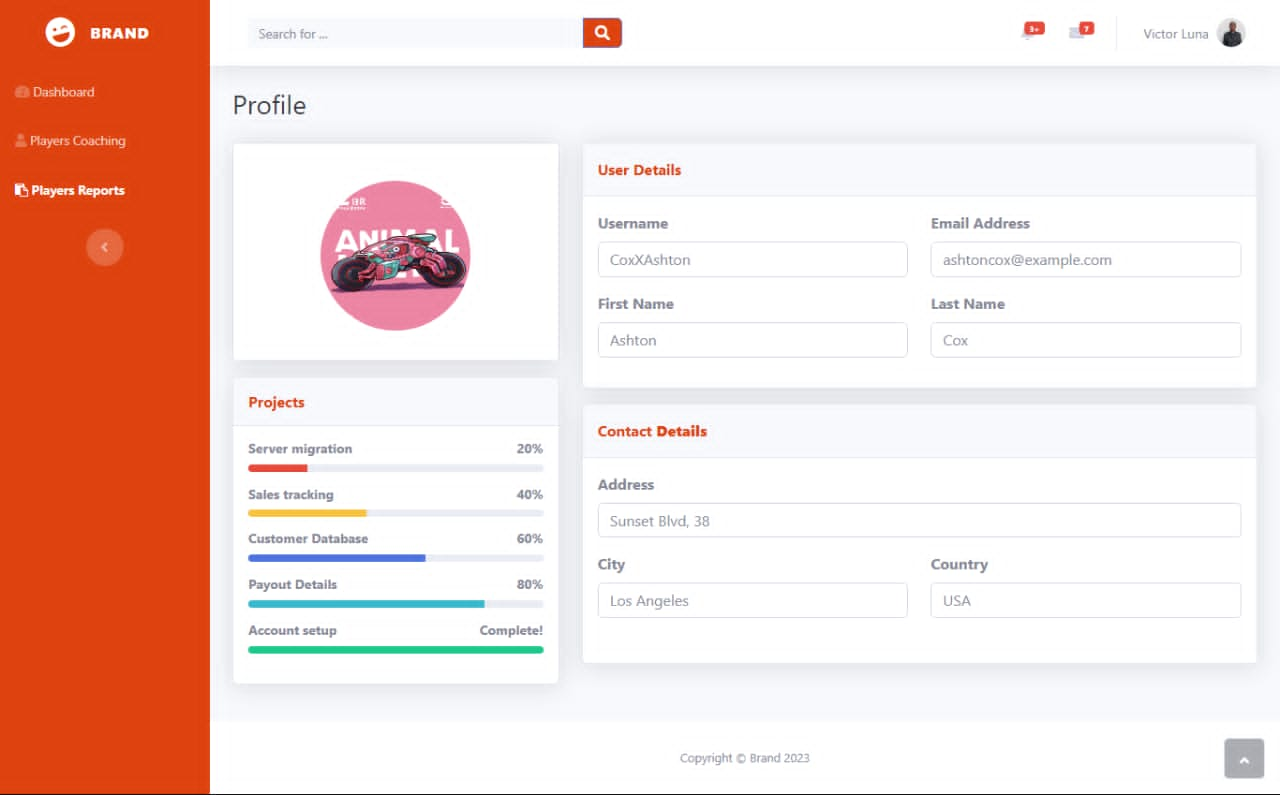 BRAND
Search for ...
3+
7
Victor Luna
Dashboard
Players Coaching
Players Reports
Profile
BR
ANIMAL
Projects
Server migration 20%
Sales tracking 40%
Customer Database 60%
Payout Details 80%
Account setup Complete!
User Details
Username Email Address
CoxXAshton ashtoncox@example.com
First Name Last Name
Ashton Cox
Contact Details
Address
Sunset Blvd, 38
City Country
Los Angeles USA
Copyright © Brand 2023